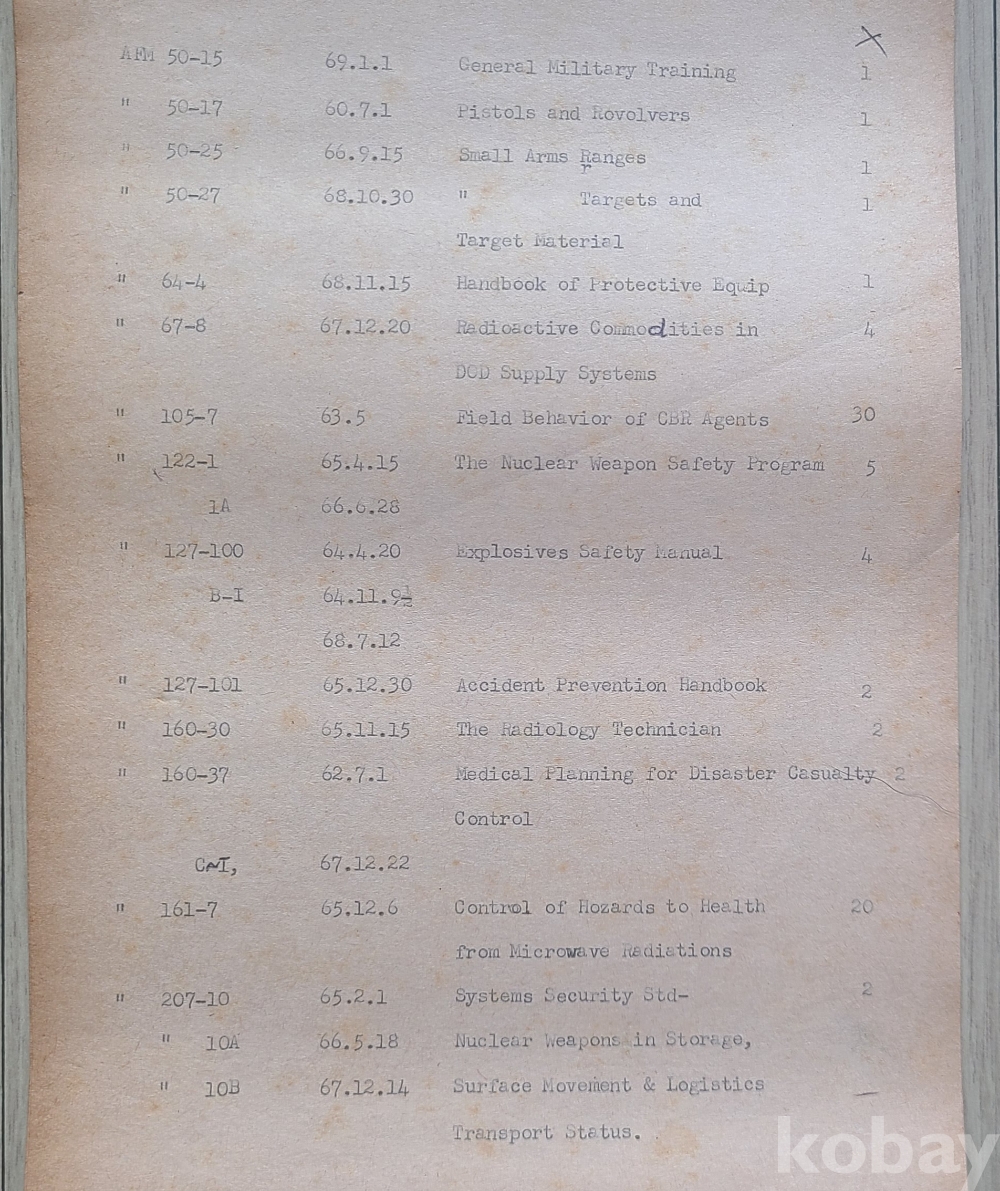 AFM 50-15 69.1.1 General Military Training 1
" 50-17 60.7.1 Pistols and Rovolvers 1
" 50-25 66.9.15 Small Arms Ranges 1
" 50-27 68.10.30 " Targets and 1
Target Material
" 64-4 68.11.15 Handbook of Protective Equip 1
" 67-8 67.12.20 Radioactive Commodities in 4
DOD Supply Systems
" 105-7 63.5 Field Behavior of CBR Agents 30
" 122-1 65.4.15 The Nuclear Weapon Safety Program 5
1A 66.6.28
" 127-100 64.4.20 Explosives Safety Manual 4
B-I 64.11.9½
68.7.12
" 127-101 65.12.30 Accident Prevention Handbook 2
" 160-30 65.11.15 The Radiology Technician 2
" 160-37 62.7.1 Medical Planning for Disaster Casualty 2
Control
C~I, 67.12.22
" 161-7 65.12.6 Control of Hozards to Health 20
from Microwave Radiations
" 207-10 65.2.1 Systems Security Std- 2
" 10A 66.5.18 Nuclear Weapons in Storage,
" 10B 67.12.14 Surface Movement & Logistics
Transport Status.
kobay